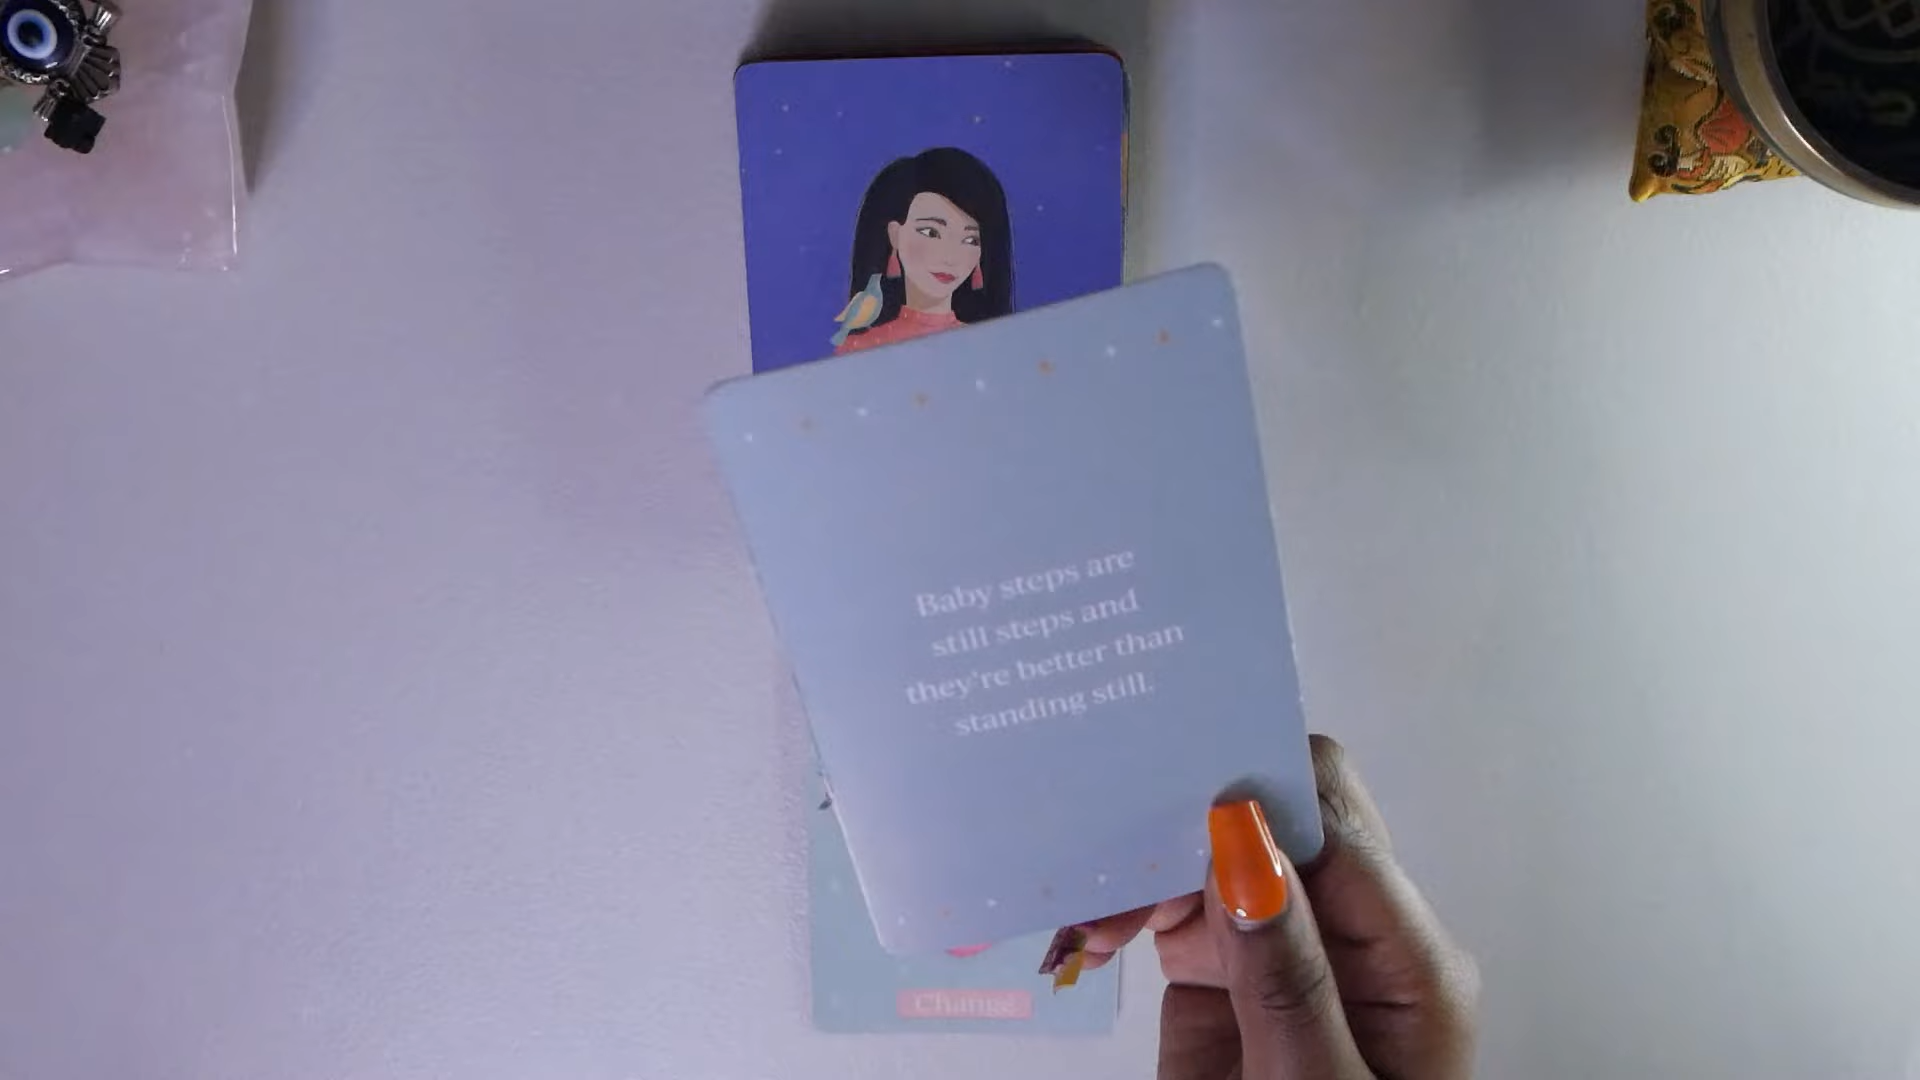 Baby steps are
still steps and
they're better than
standing still.
Change